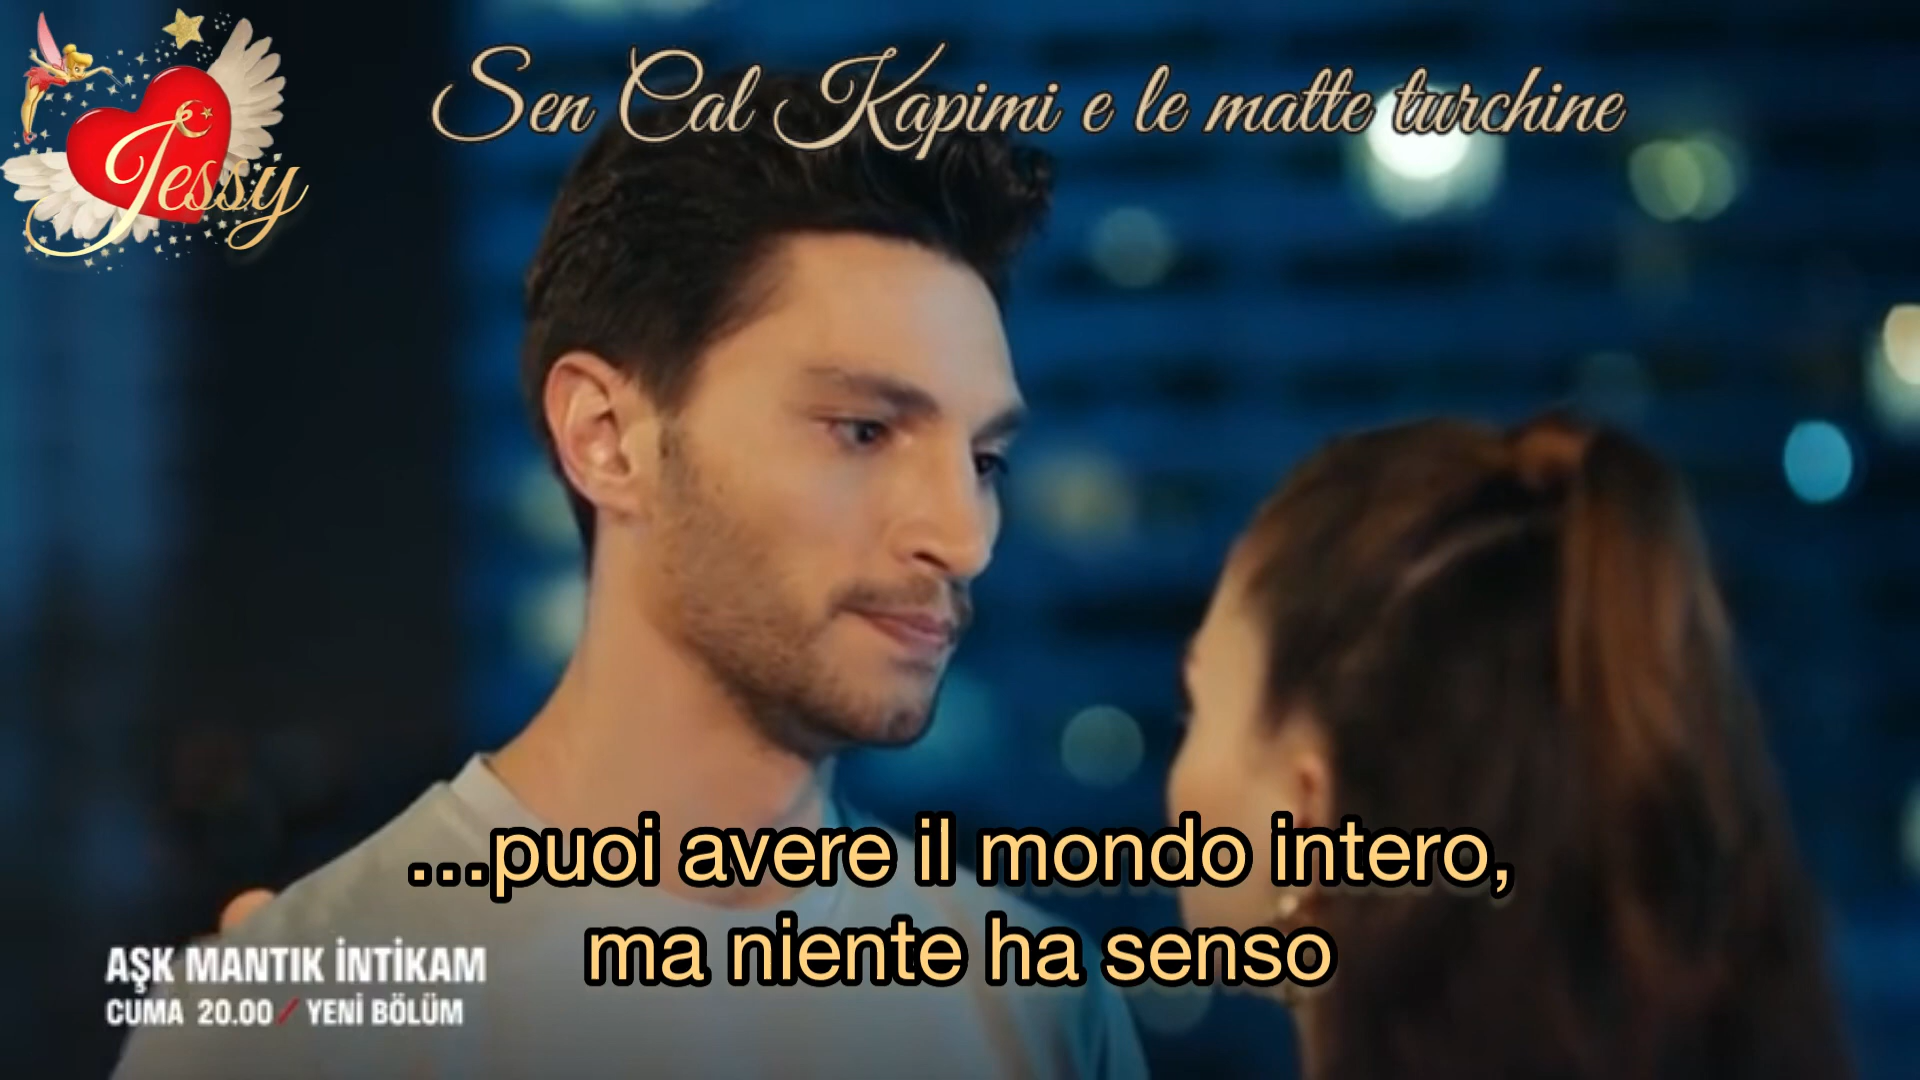 Jessy
Sen Cal Kapimi e le matte turchine
...puoi avere il mondo intero,
ma niente ha senso
AŞK MANTIK İNTİKAM
CUMA 20.00 / YENİ BÖLÜM